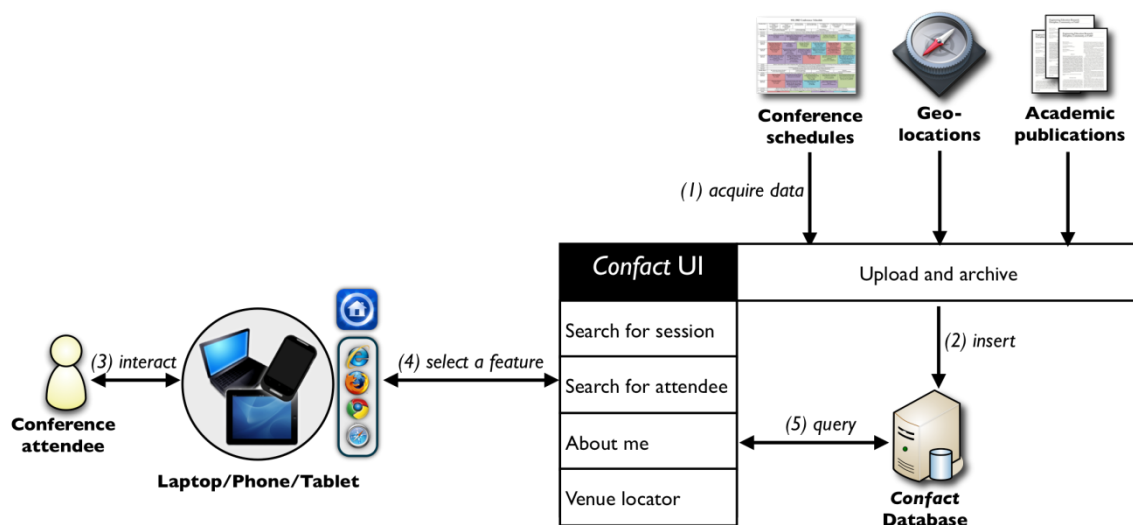 Conference
schedules
Geo-
locations
Academic
publications
(1) acquire data
Confact UI
Upload and archive
Search for session
(2) insert
(3) interact
(4) select a feature
Search for attendee
Conference
attendee
About me
(5) query
Laptop/Phone/Tablet
Venue locator
Confact
Database